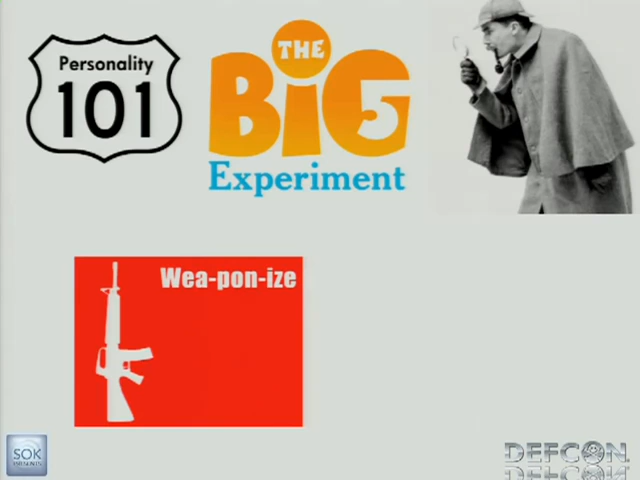 Personality
101
THE
BiG
5
Experiment
Wea-pon-ize
SOK
DEFCON